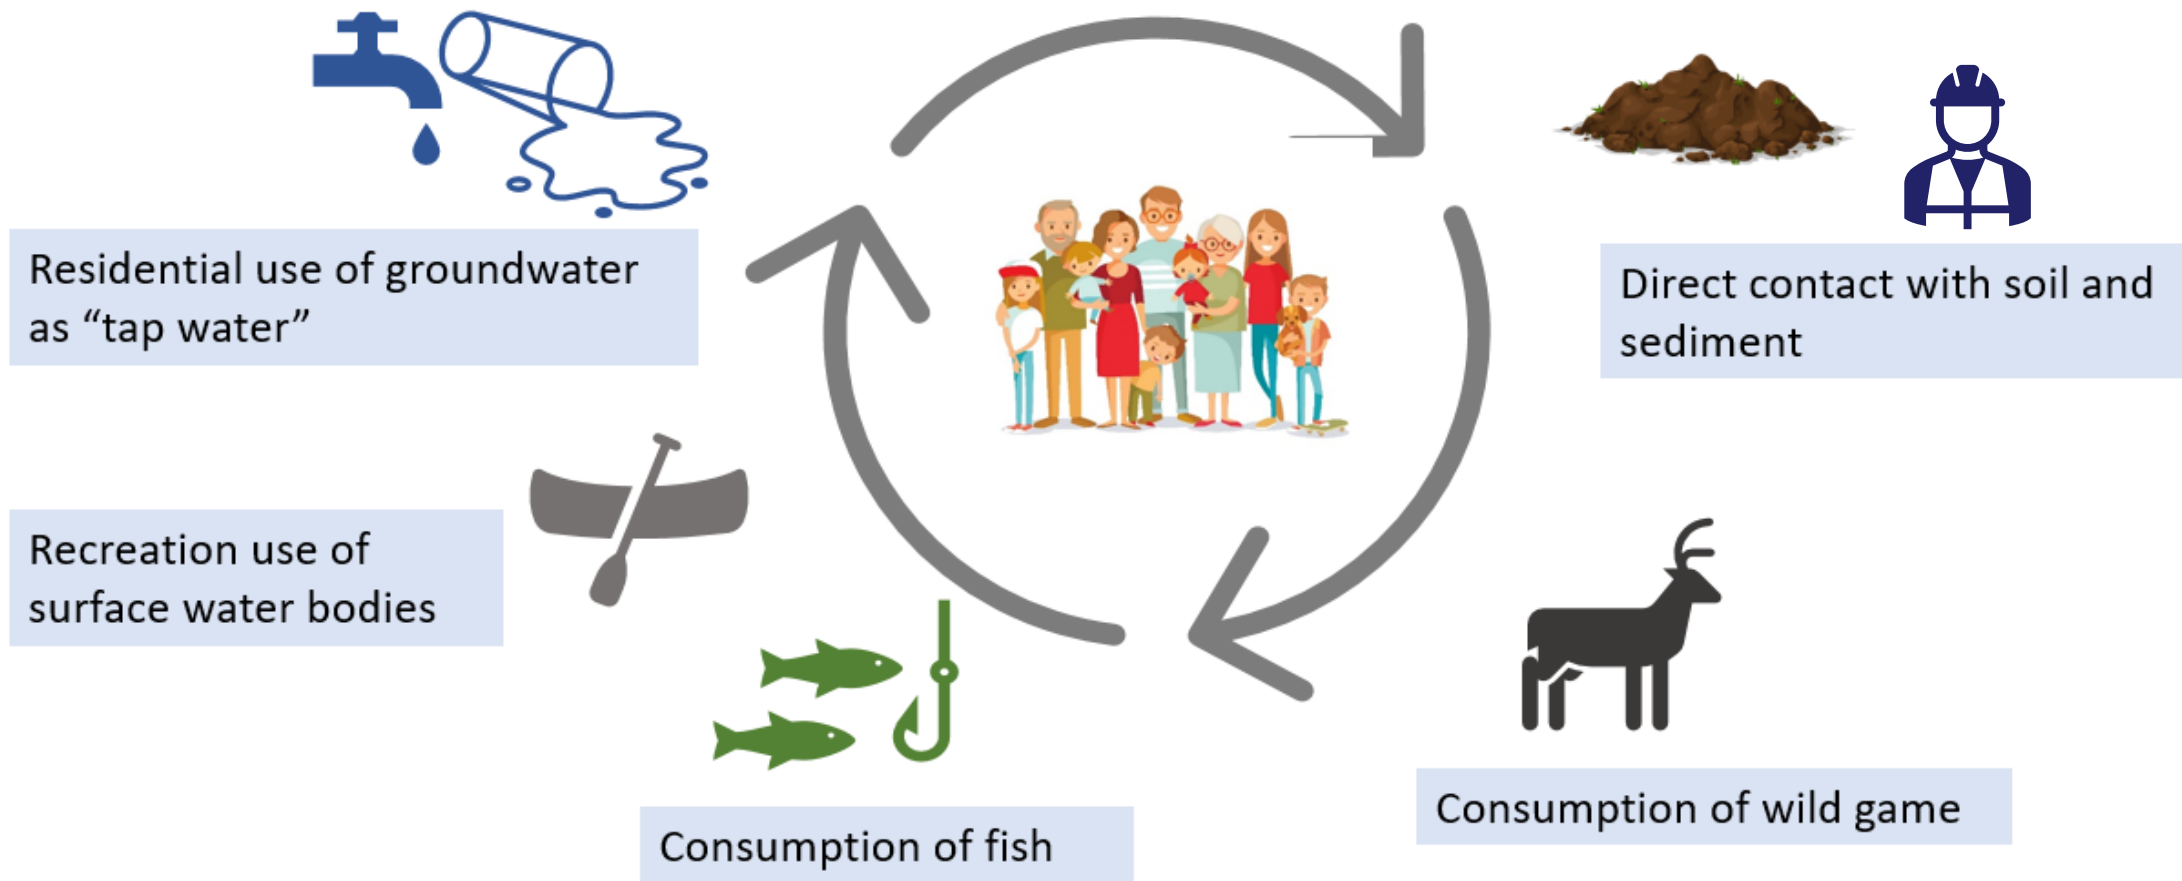 Residential use of groundwater
as “tap water”
Direct contact with soil and
sediment
Recreation use of
surface water bodies
Consumption of wild game
Consumption of fish